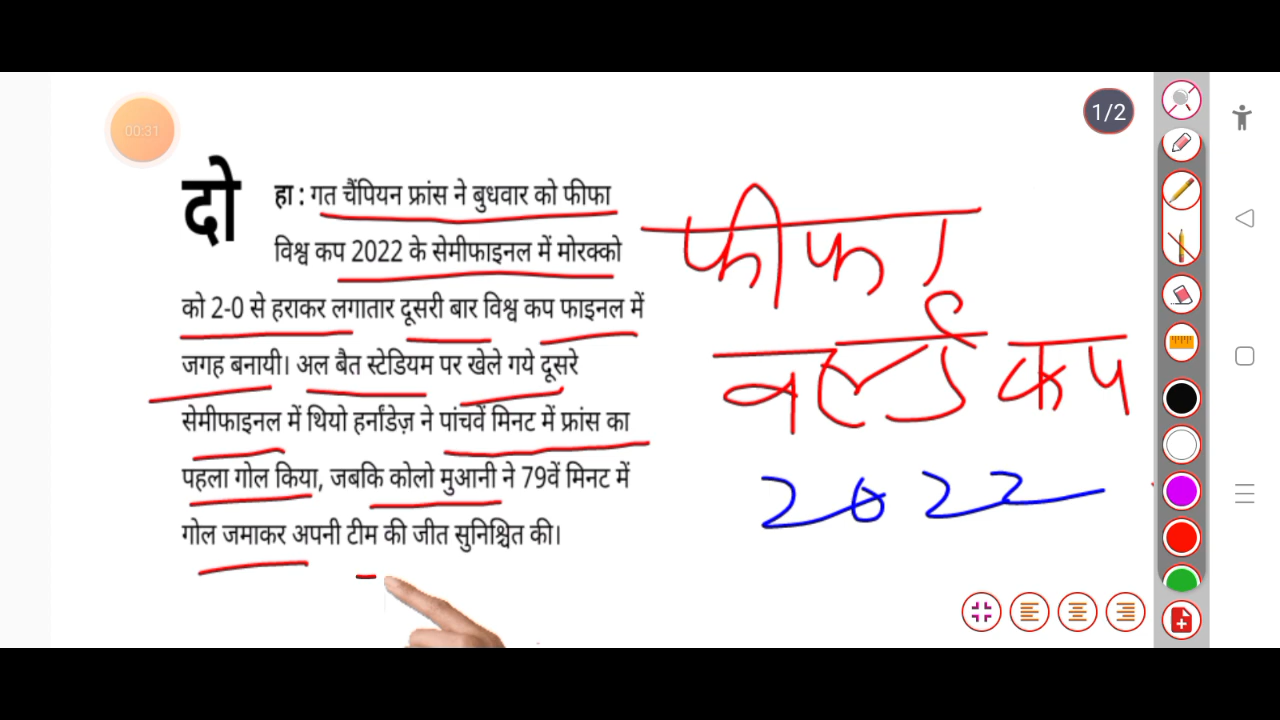 00:31
1/2
दोहा : गत चैंपियन फ्रांस ने बुधवार को फीफा
विश्व कप 2022 के सेमीफाइनल में मोरक्को
को 2-0 से हराकर लगातार दूसरी बार विश्व कप फाइनल में
जगह बनायी। अल बैत स्टेडियम पर खेले गये दूसरे
सेमीफाइनल में थियो हर्नांडेज़ ने पांचवें मिनट में फ्रांस का
पहला गोल किया, जबकि कोलो मुआनी ने 79वें मिनट में
गोल जमाकर अपनी टीम की जीत सुनिश्चित की।
फीफा
वर्ल्ड कप
2022